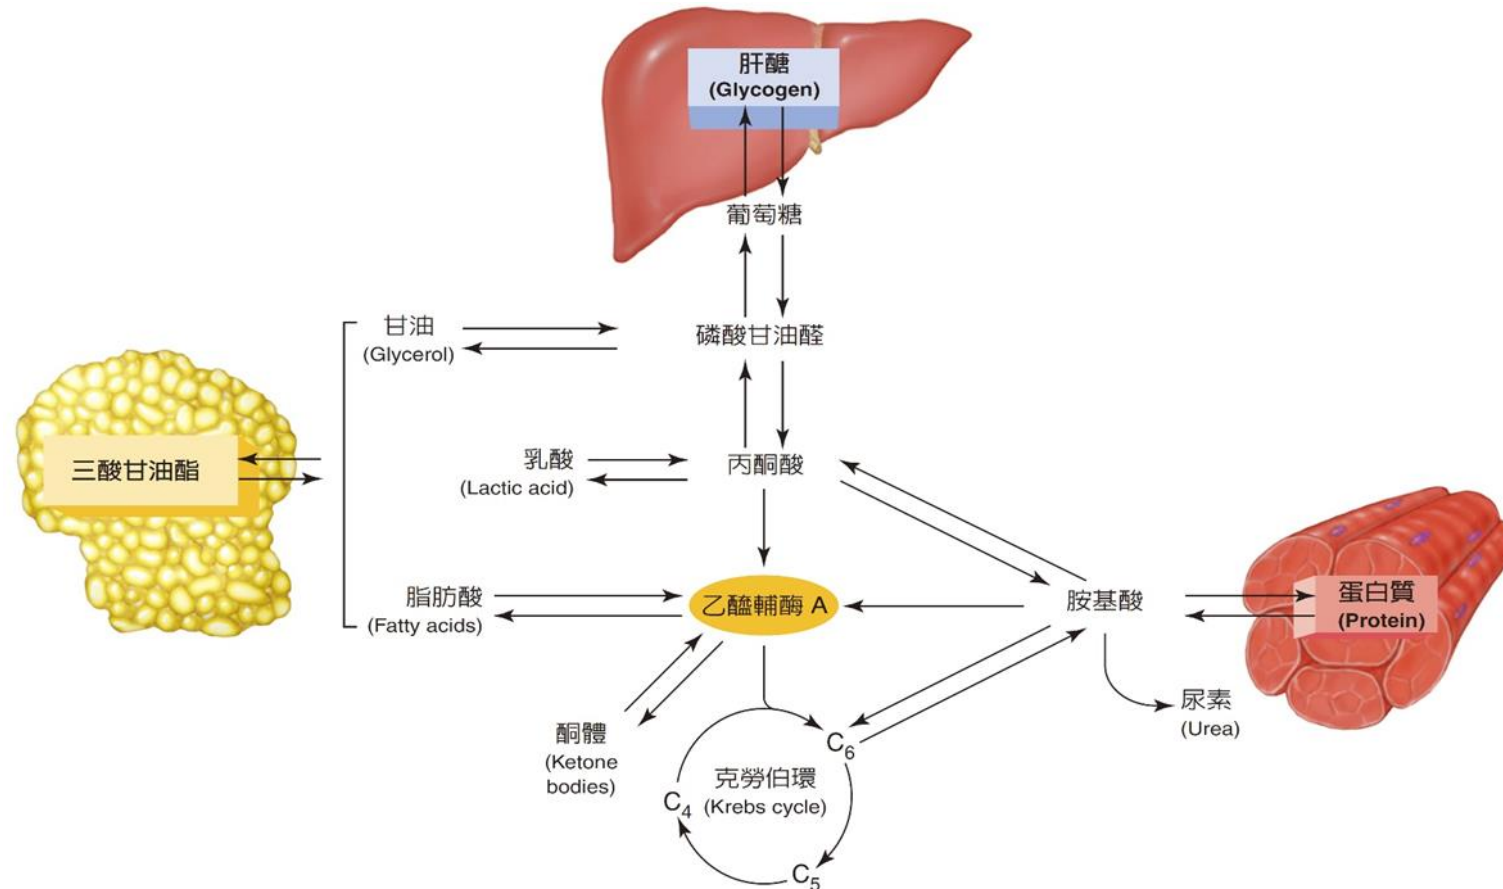 肝醣
(Glycogen)
葡萄糖
甘油
(Glycerol)
磷酸甘油醛
三酸甘油酯
乳酸
(Lactic acid)
丙酮酸
脂肪酸
(Fatty acids)
乙醯輔酶 A
胺基酸
蛋白質
(Protein)
尿素
(Urea)
酮體
(Ketone
bodies)
C6
克勞伯環
(Krebs cycle)
C4
C5